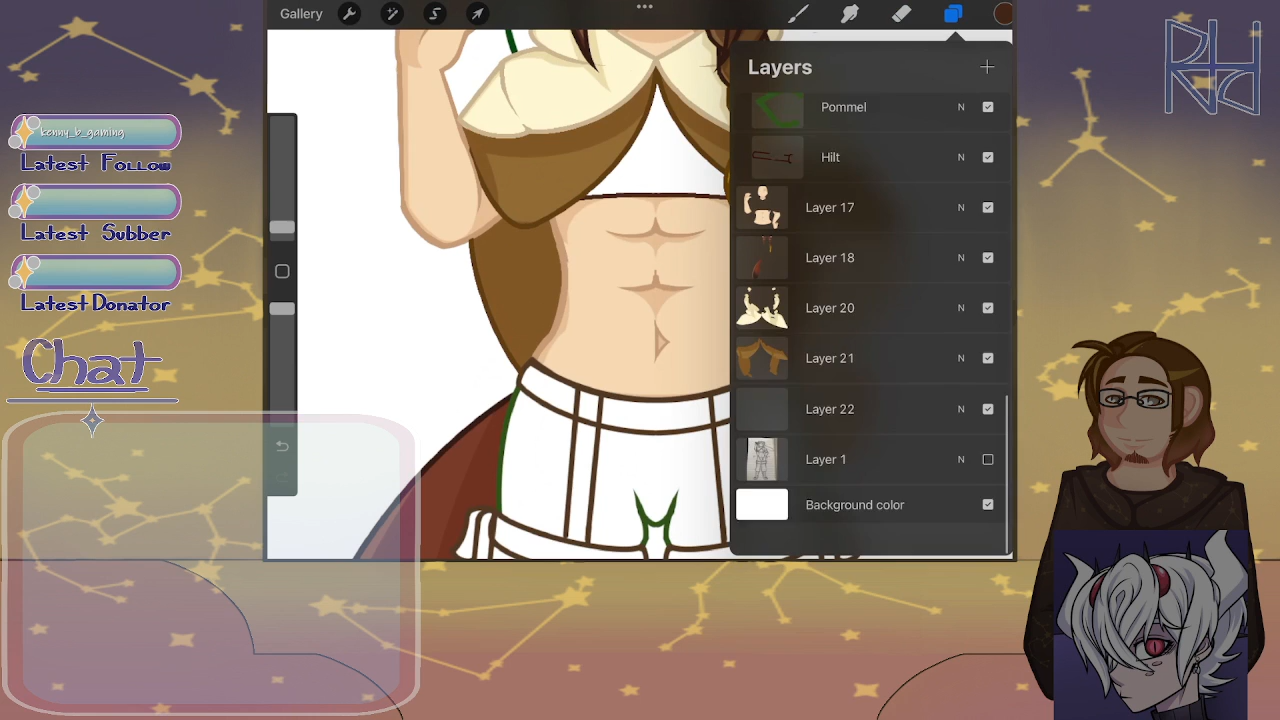 Gallery
Layers
Pommel N
Hilt N
Layer 17 N
Layer 18 N
Layer 20 N
Layer 21 N
Layer 22 N
Layer 1 N
Background color
kenny_b_gaming
Latest Follow
Latest Subber
Latest Donator
Chat